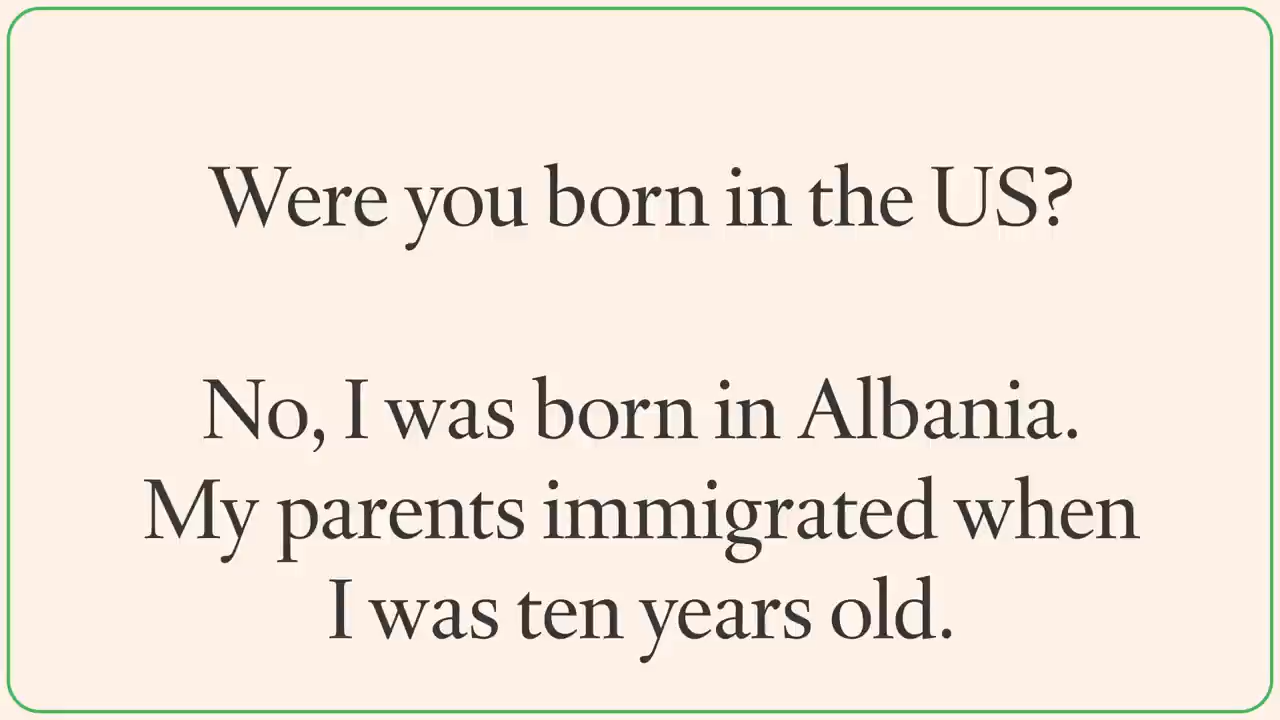 Were you born in the US?
No, I was born in Albania.
My parents immigrated when
I was ten years old.